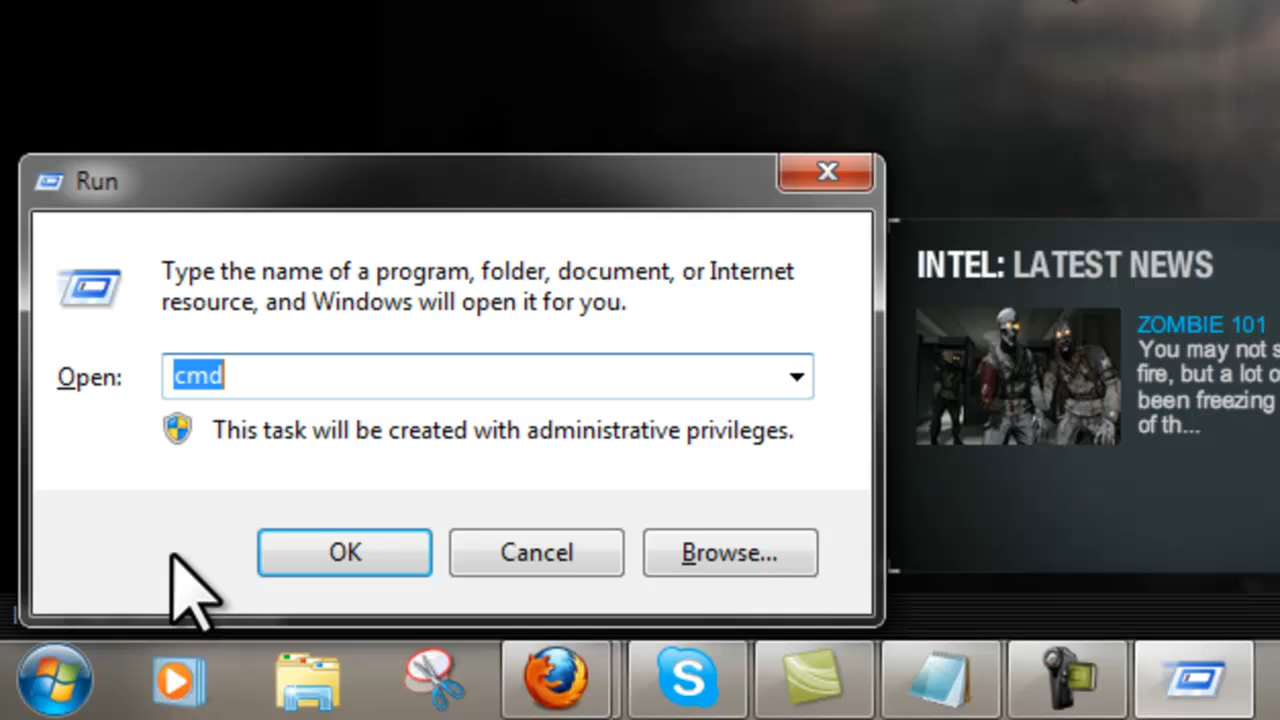 Run
Type the name of a program, folder, document, or Internet
resource, and Windows will open it for you.
Open:
cmd
This task will be created with administrative privileges.
OK
Cancel
Browse...
INTEL: LATEST NEWS
ZOMBIE 101
You may not s
fire, but a lot o
been freezing
of th...